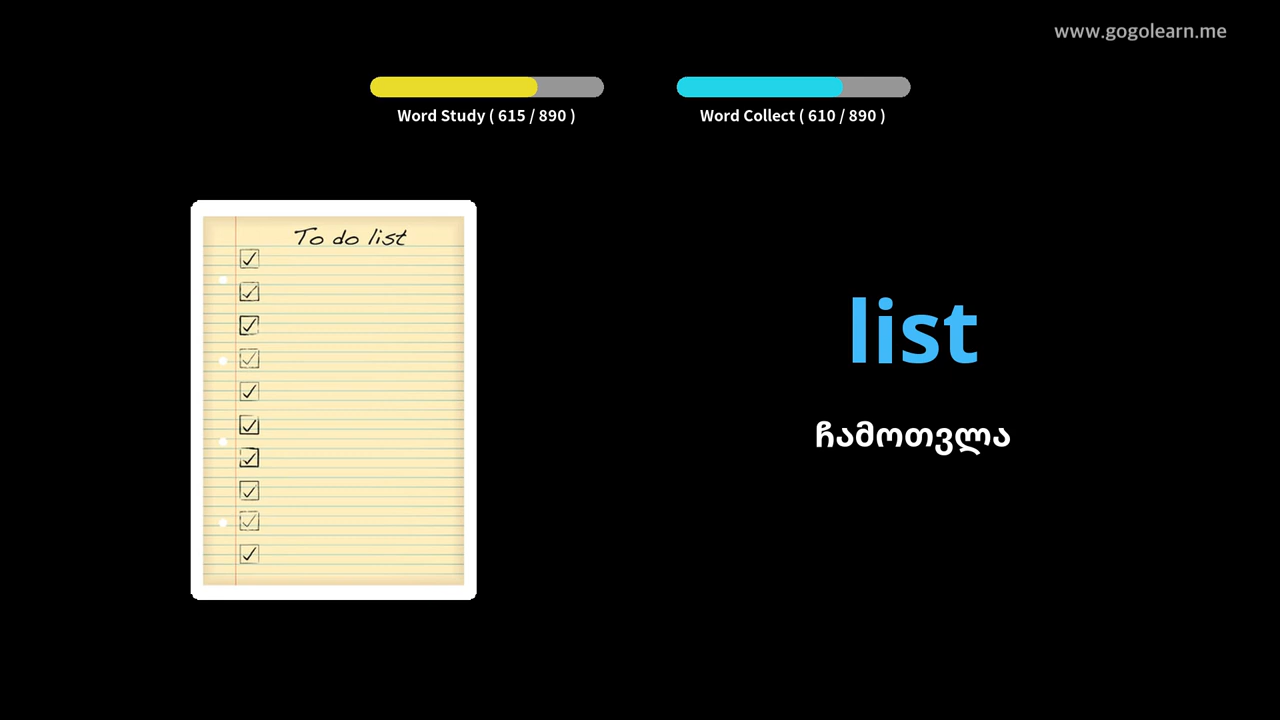 www.gogolearn.me
Word Study ( 615 / 890 )
Word Collect ( 610 / 890 )
To do list
list
ჩამოთვლა